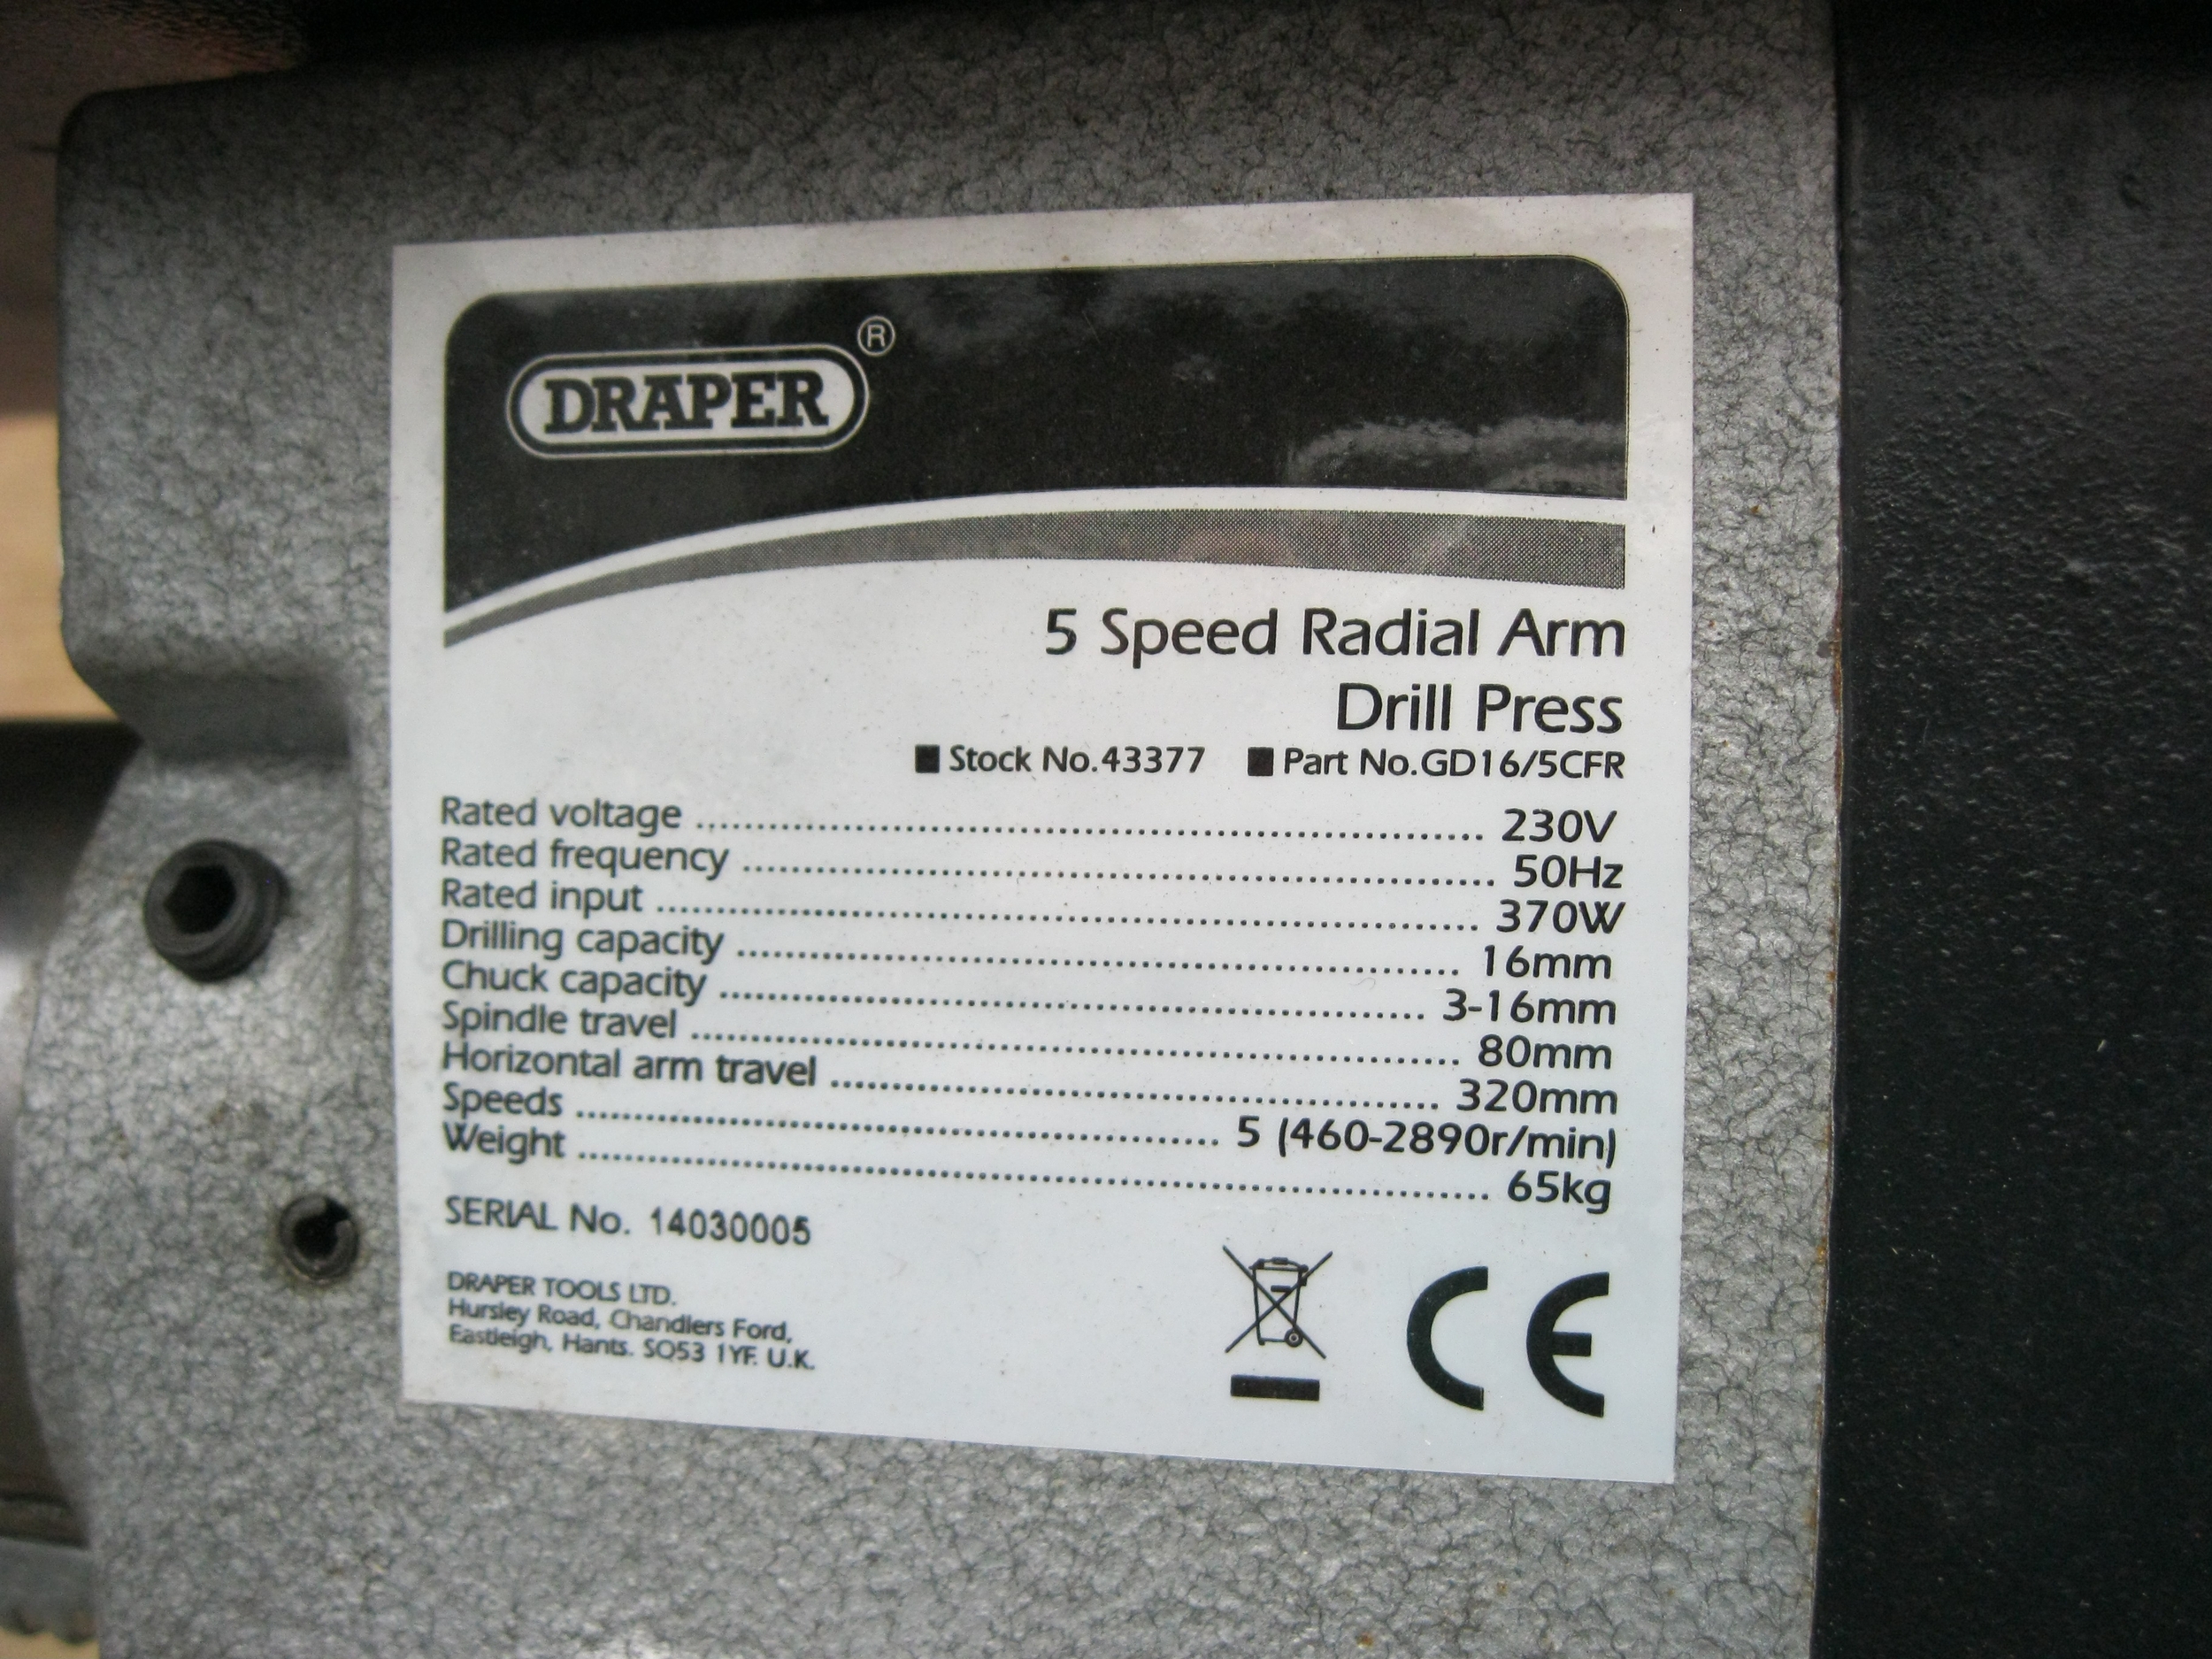 DRAPER®
5 Speed Radial Arm
Drill Press
■ Stock No.43377 ■ Part No.GD16/5CFR
Rated voltage ........ 230V
Rated frequency ........ 50Hz
Rated input ........ 370W
Drilling capacity ........ 16mm
Chuck capacity ........ 3-16mm
Spindle travel ........ 80mm
Horizontal arm travel ........ 320mm
Speeds ........ 5 (460-2890r/min)
Weight ........ 65kg
SERIAL No. 14030005
DRAPER TOOLS LTD.
Hursley Road, Chandlers Ford,
Eastleigh, Hants. SO53 1YF. U.K.
CE